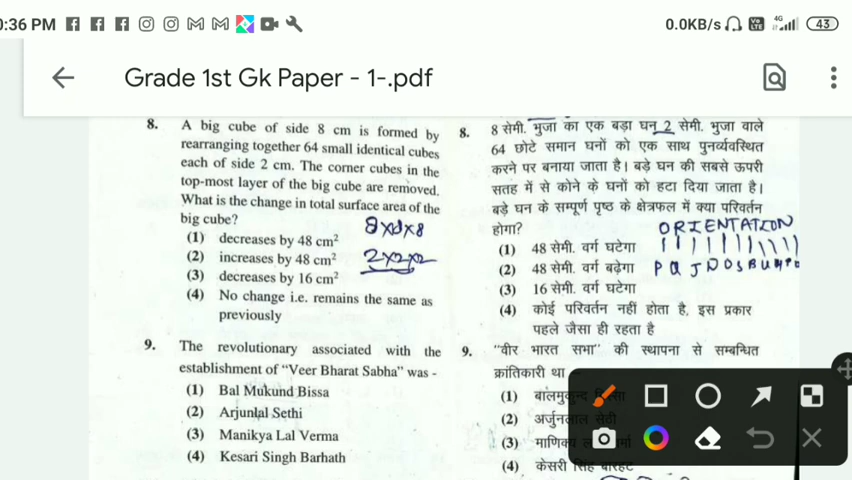 0:36 PM
0.0KB/s
4G
43
Grade 1st Gk Paper - 1-.pdf
8. A big cube of side 8 cm is formed by
rearranging together 64 small identical cubes
each of side 2 cm. The corner cubes in the
top-most layer of the big cube are removed.
What is the change in total surface area of the
big cube?
(1) decreases by 48 cm²
(2) increases by 48 cm²
(3) decreases by 16 cm²
(4) No change i.e. remains the same as
previously
8×8×8
2×2×2
9. The revolutionary associated with the
establishment of "Veer Bharat Sabha" was -
(1) Bal Mukund Bissa
(2) Arjunlal Sethi
(3) Manikya Lal Verma
(4) Kesari Singh Barhath
8. 8 सेमी. भुजा का एक बड़ा घन 2 सेमी. भुजा वाले
64 छोटे समान घनों को एक साथ पुनर्व्यवस्थित
करने पर बनाया जाता है। बड़े घन की सबसे ऊपरी
सतह में से कोने के घनों को हटा दिया जाता है।
बड़े घन के सम्पूर्ण पृष्ठ के क्षेत्रफल में क्या परिवर्तन
होगा?
(1) 48 सेमी. वर्ग घटेगा
(2) 48 सेमी. वर्ग बढ़ेगा
(3) 16 सेमी. वर्ग घटेगा
(4) कोई परिवर्तन नहीं होता है, इस प्रकार
पहले जैसा ही रहता है
ORIENTATION
9. "वीर भारत सभा" की स्थापना से सम्बन्धित
क्रांतिकारी था
(1) बालमुकुन्द
(2) अर्जुनलाल सेठी
(3) माणिक्य
(4) केसरी सिंह बारहट